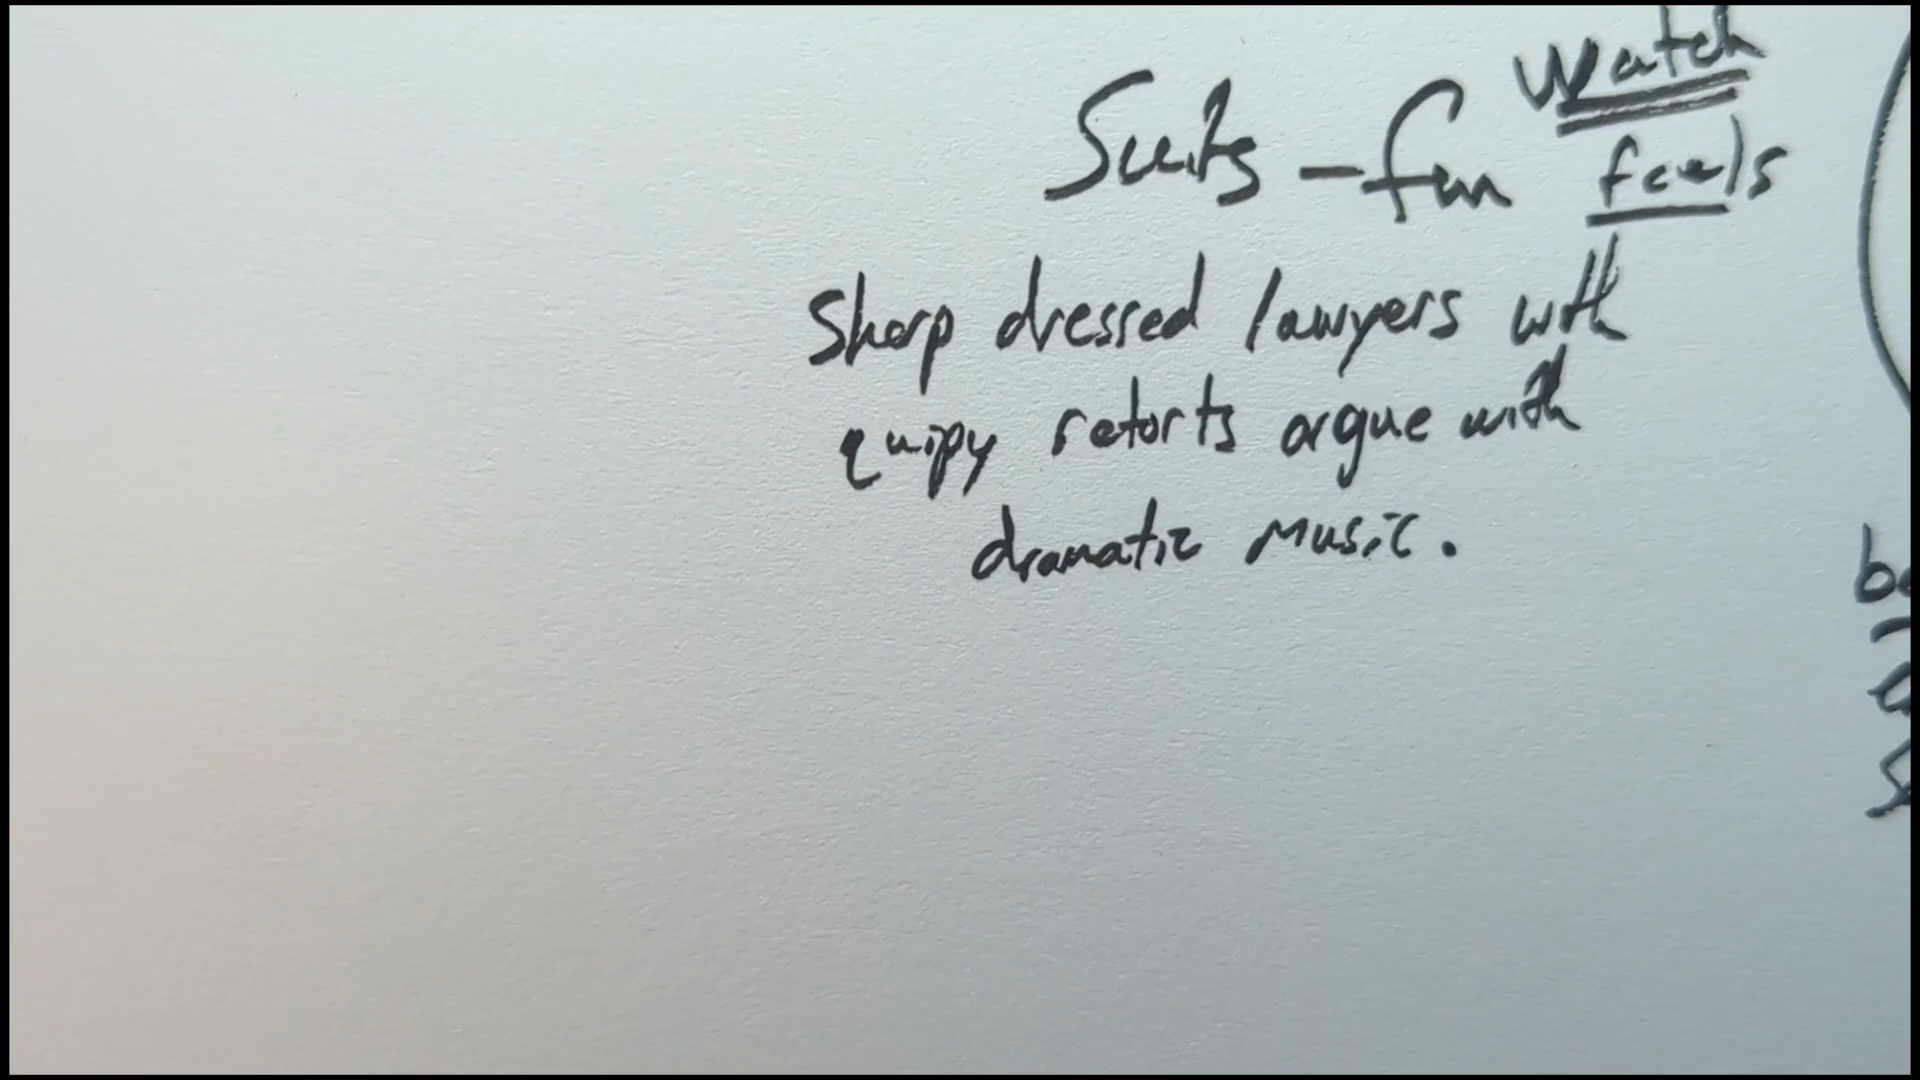 Watch
Suits - fun feels
Sharp dressed lawyers with
quipy retorts argue with
dramatic music.